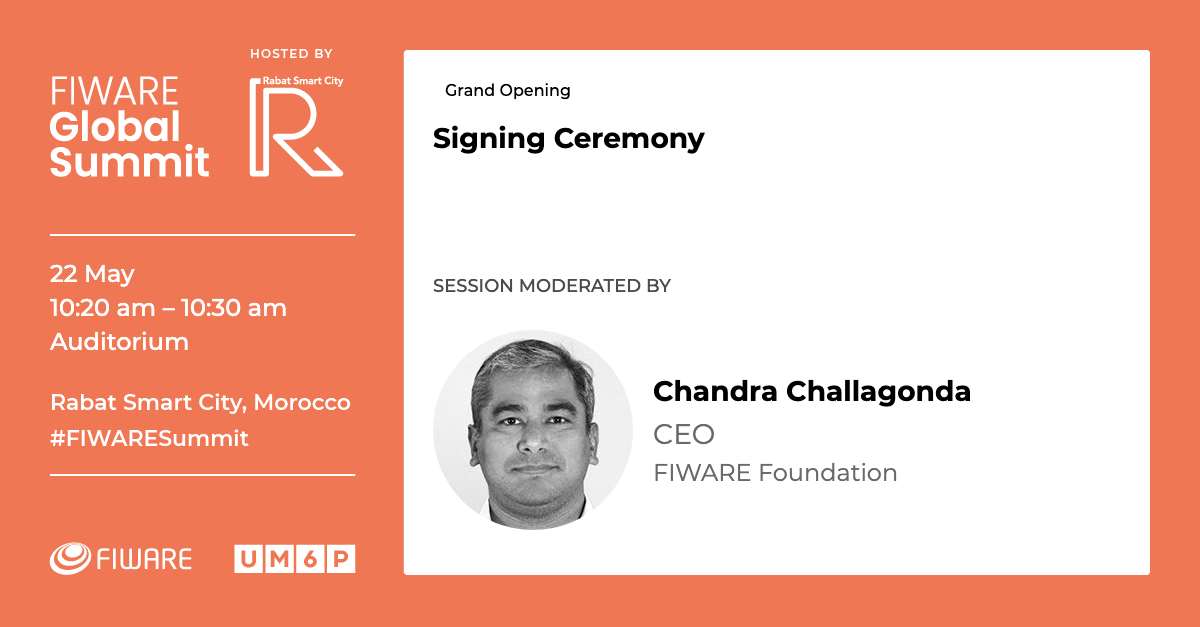 HOSTED BY
FIWARE
Global
Summit
Rabat Smart City
R
22 May
10:20 am – 10:30 am
Auditorium
Rabat Smart City, Morocco
#FIWARESummit
FIWARE
UM6P
Grand Opening
Signing Ceremony
SESSION MODERATED BY
Chandra Challagonda
CEO
FIWARE Foundation